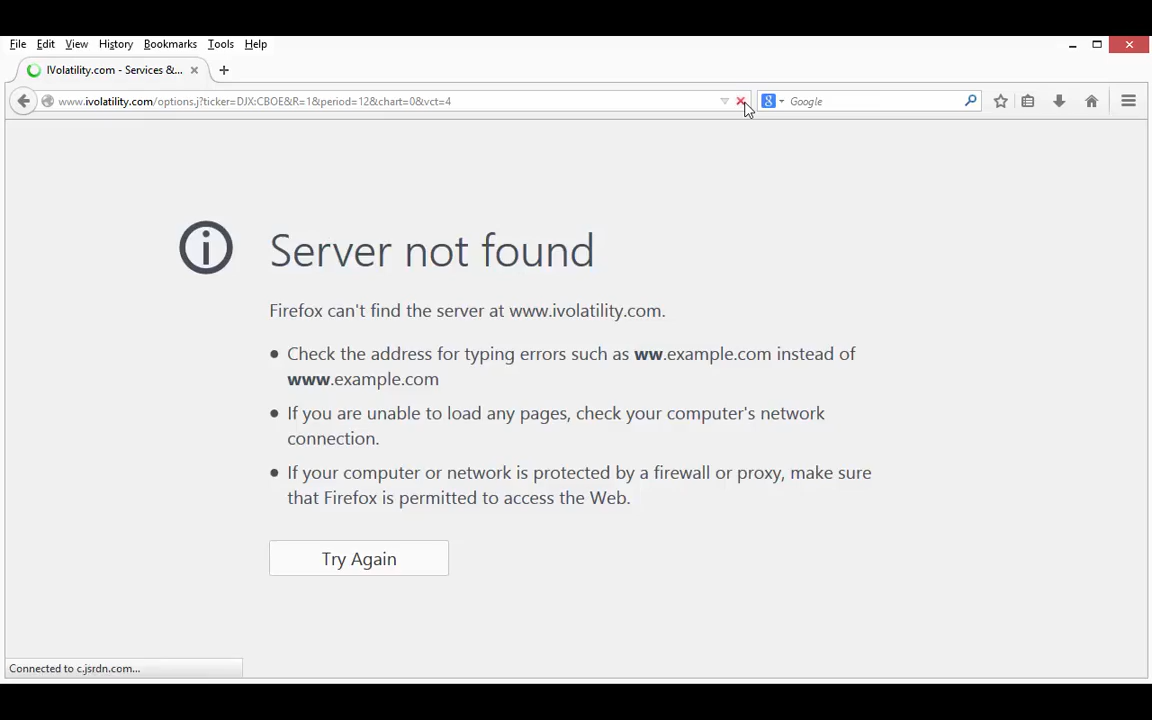 File Edit View History Bookmarks Tools Help
IVolatility.com - Services &...
www.ivolatility.com/options.j?ticker=DJX:CBOE&R=1&period=12&chart=0&vct=4
Google
Server not found
Firefox can't find the server at www.ivolatility.com.
Check the address for typing errors such as ww.example.com instead of
www.example.com
If you are unable to load any pages, check your computer's network
connection.
If your computer or network is protected by a firewall or proxy, make sure
that Firefox is permitted to access the Web.
Try Again
Connected to c.jsrdn.com...